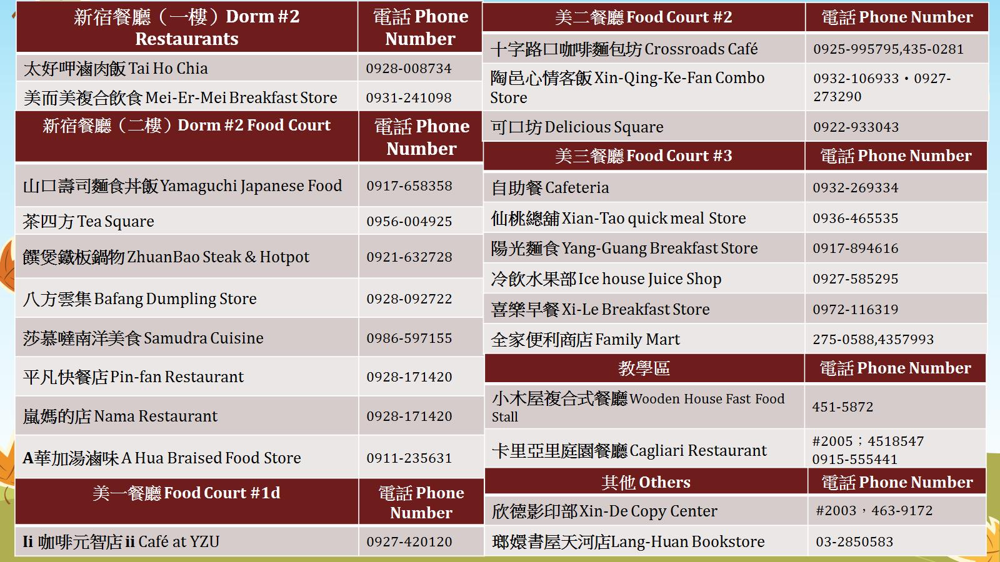 新宿餐廳（一樓）Dorm #2
Restaurants
電話 Phone
Number
太好呷滷肉飯 Tai Ho Chia
0928-008734
美而美複合飲食 Mei-Er-Mei Breakfast Store
0931-241098
新宿餐廳（二樓）Dorm #2 Food Court
電話 Phone
Number
山口壽司麵食丼飯 Yamaguchi Japanese Food
0917-658358
茶四方 Tea Square
0956-004925
饌煲鐵板鍋物 ZhuanBao Steak & Hotpot
0921-632728
八方雲集 Bafang Dumpling Store
0928-092722
莎慕噠南洋美食 Samudra Cuisine
0986-597155
平凡快餐店 Pin-fan Restaurant
0928-171420
嵐媽的店 Nama Restaurant
0928-171420
A華加湯滷味 A Hua Braised Food Store
0911-235631
美一餐廳 Food Court #1d
電話 Phone
Number
Ii 咖啡元智店 ii Café at YZU
0927-420120
美二餐廳 Food Court #2
電話 Phone Number
十字路口咖啡麵包坊 Crossroads Café
0925-995795,435-0281
陶邑心情客飯 Xin-Qing-Ke-Fan Combo
Store
0932-106933・0927-
273290
可口坊 Delicious Square
0922-933043
美三餐廳 Food Court #3
電話 Phone Number
自助餐 Cafeteria
0932-269334
仙桃總舖 Xian-Tao quick meal Store
0936-465535
陽光麵食 Yang-Guang Breakfast Store
0917-894616
冷飲水果部 Ice house Juice Shop
0927-585295
喜樂早餐 Xi-Le Breakfast Store
0972-116319
全家便利商店 Family Mart
275-0588,4357993
教學區
電話 Phone Number
小木屋複合式餐廳 Wooden House Fast Food
Stall
451-5872
卡里亞里庭園餐廳 Cagliari Restaurant
#2005；4518547
0915-555441
其他 Others
電話 Phone Number
欣德影印部 Xin-De Copy Center
#2003，463-9172
瑯嬛書屋天河店 Lang-Huan Bookstore
03-2850583